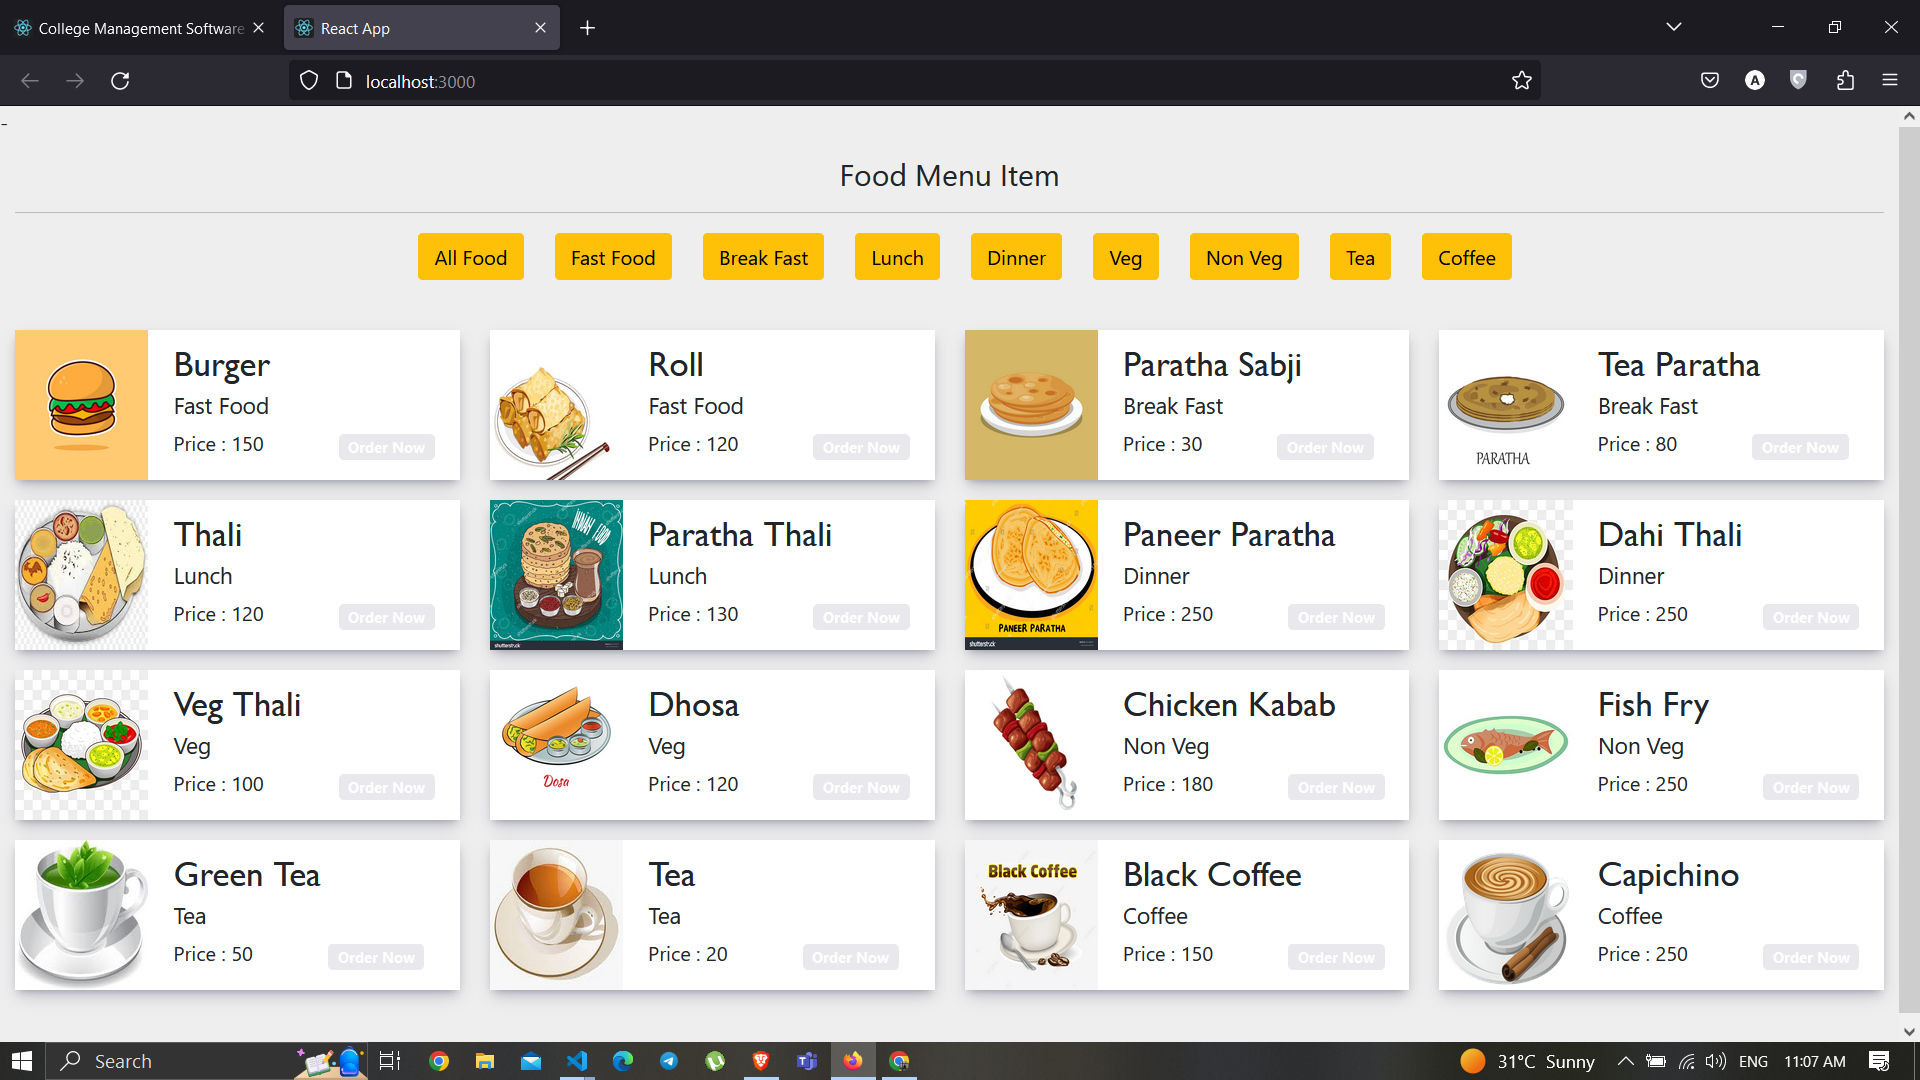 College Management Software
React App
localhost:3000
-
Food Menu Item
All Food
Fast Food
Break Fast
Lunch
Dinner
Veg
Non Veg
Tea
Coffee
Burger
Fast Food
Price : 150
Order Now
Roll
Fast Food
Price : 120
Order Now
Paratha Sabji
Break Fast
Price : 30
Order Now
PARATHA
Tea Paratha
Break Fast
Price : 80
Order Now
Thali
Lunch
Price : 120
Order Now
shutterstock
Paratha Thali
Lunch
Price : 130
Order Now
PANEER PARATHA
shutterstock
Paneer Paratha
Dinner
Price : 250
Order Now
Dahi Thali
Dinner
Price : 250
Order Now
Veg Thali
Veg
Price : 100
Order Now
Dosa
Dhosa
Veg
Price : 120
Order Now
Chicken Kabab
Non Veg
Price : 180
Order Now
Fish Fry
Non Veg
Price : 250
Order Now
Green Tea
Tea
Price : 50
Order Now
Tea
Tea
Price : 20
Order Now
Black Coffee
Black Coffee
Coffee
Price : 150
Order Now
Capichino
Coffee
Price : 250
Order Now
Search
31°C Sunny
ENG
11:07 AM